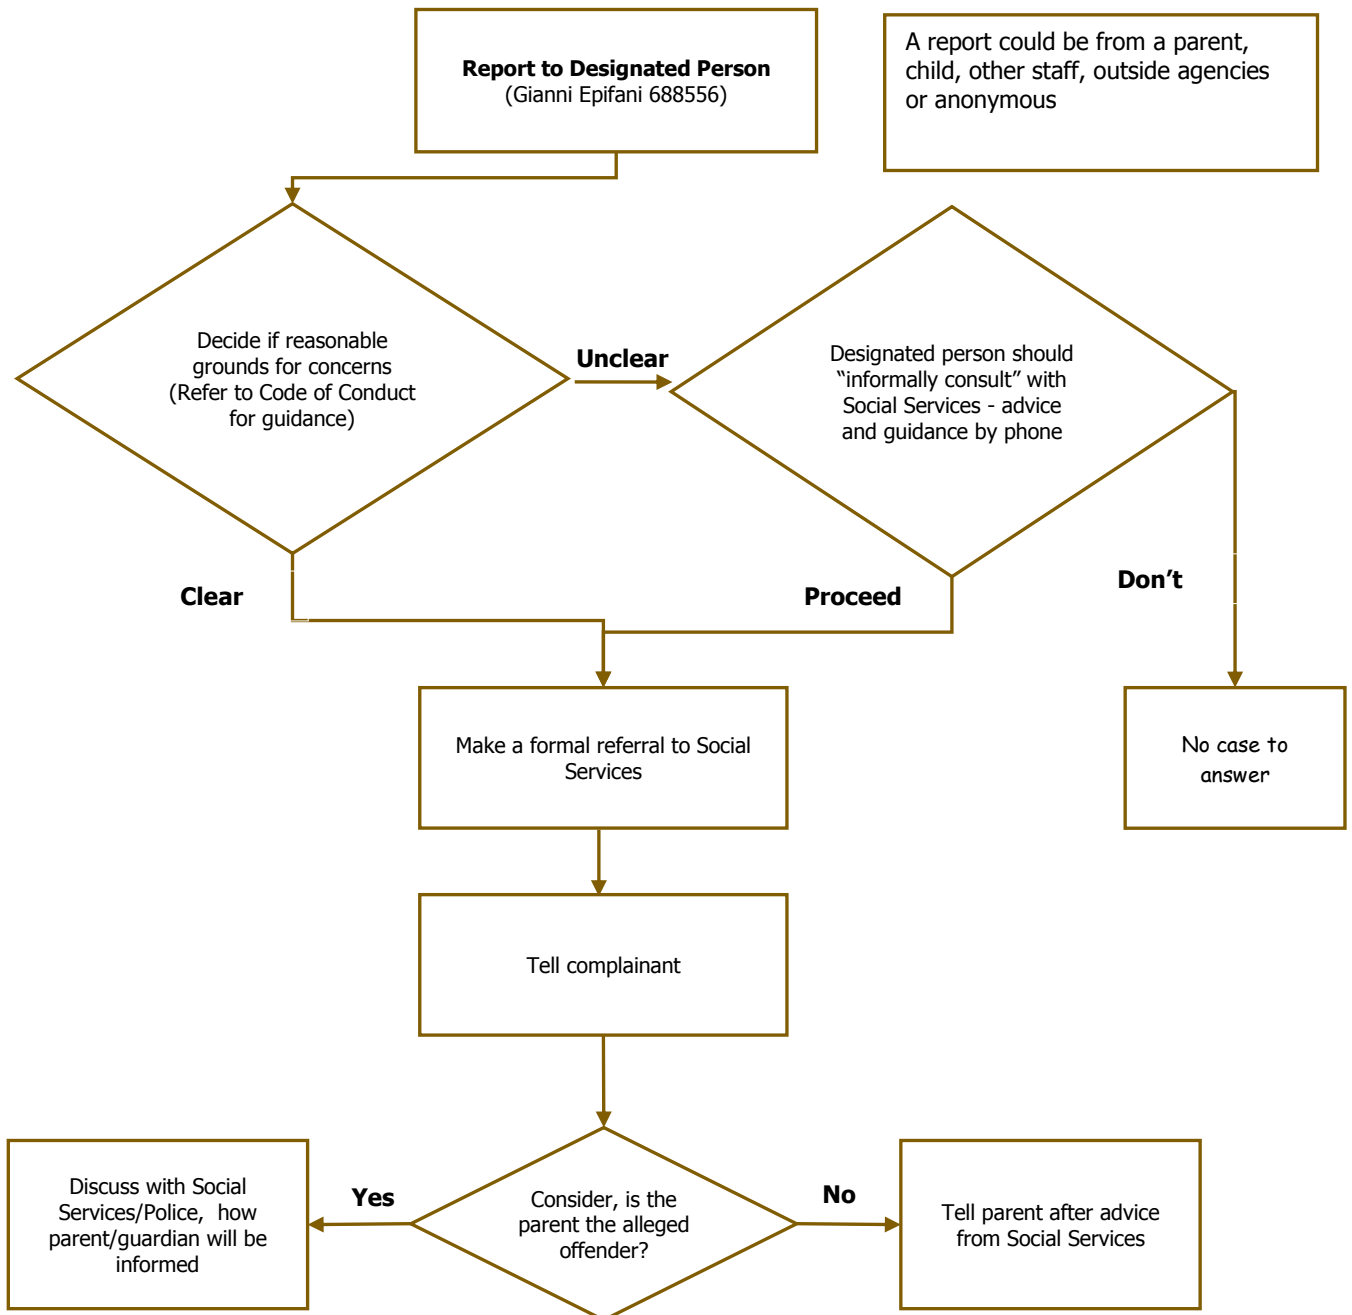 Report to Designated Person
(Gianni Epifani 688556)
A report could be from a parent,
child, other staff, outside agencies
or anonymous
Decide if reasonable
grounds for concerns
(Refer to Code of Conduct
for guidance)
Unclear
Designated person should
“informally consult” with
Social Services - advice
and guidance by phone
Clear
Proceed
Don’t
Make a formal referral to Social
Services
No case to
answer
Tell complainant
Discuss with Social
Services/Police, how
parent/guardian will be
informed
Yes
Consider, is the
parent the alleged
offender?
No
Tell parent after advice
from Social Services